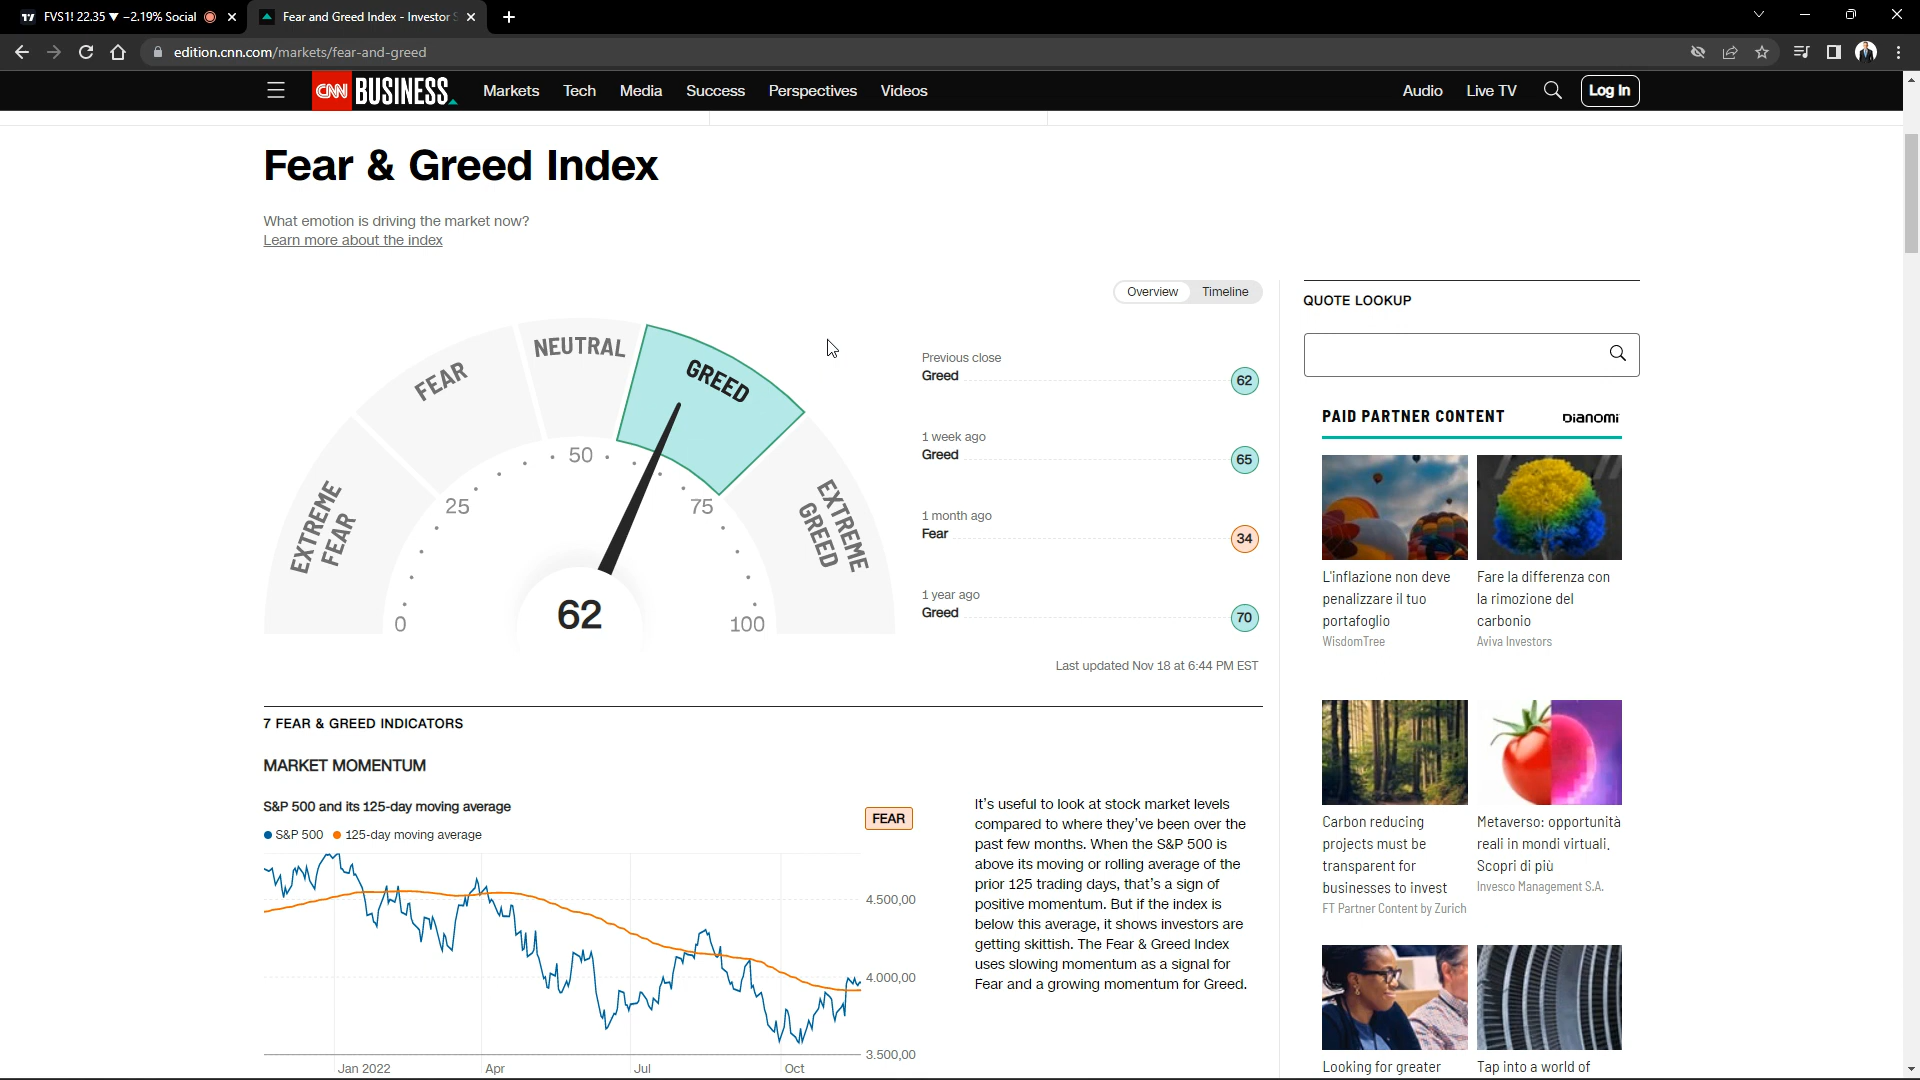 FVS1! 22.35 ▼ −2.19% Social
Fear and Greed Index - Investor S
edition.cnn.com/markets/fear-and-greed
CNN BUSINESS
Markets
Tech
Media
Success
Perspectives
Videos
Audio
Live TV
Log In
Fear & Greed Index
What emotion is driving the market now?
Learn more about the index
Overview
Timeline
EXTREME
FEAR
FEAR
NEUTRAL
GREED
EXTREME
GREED
0
25
50
75
100
62
Previous close
Greed
62
1 week ago
Greed
65
1 month ago
Fear
34
1 year ago
Greed
70
Last updated Nov 18 at 6:44 PM EST
7 FEAR & GREED INDICATORS
MARKET MOMENTUM
S&P 500 and its 125-day moving average
S&P 500
125-day moving average
FEAR
4.500,00
4.000,00
3.500,00
Jan 2022
Apr
Jul
Oct
It's useful to look at stock market levels
compared to where they've been over the
past few months. When the S&P 500 is
above its moving or rolling average of the
prior 125 trading days, that's a sign of
positive momentum. But if the index is
below this average, it shows investors are
getting skittish. The Fear & Greed Index
uses slowing momentum as a signal for
Fear and a growing momentum for Greed.
QUOTE LOOKUP
PAID PARTNER CONTENT
DIANOMI
L'inflazione non deve
penalizzare il tuo
portafoglio
WisdomTree
Fare la differenza con
la rimozione del
carbonio
Aviva Investors
Carbon reducing
projects must be
transparent for
businesses to invest
FT Partner Content by Zurich
Metaverso: opportunità
reali in mondi virtuali.
Scopri di più
Invesco Management S.A.
Looking for greater
Tap into a world of